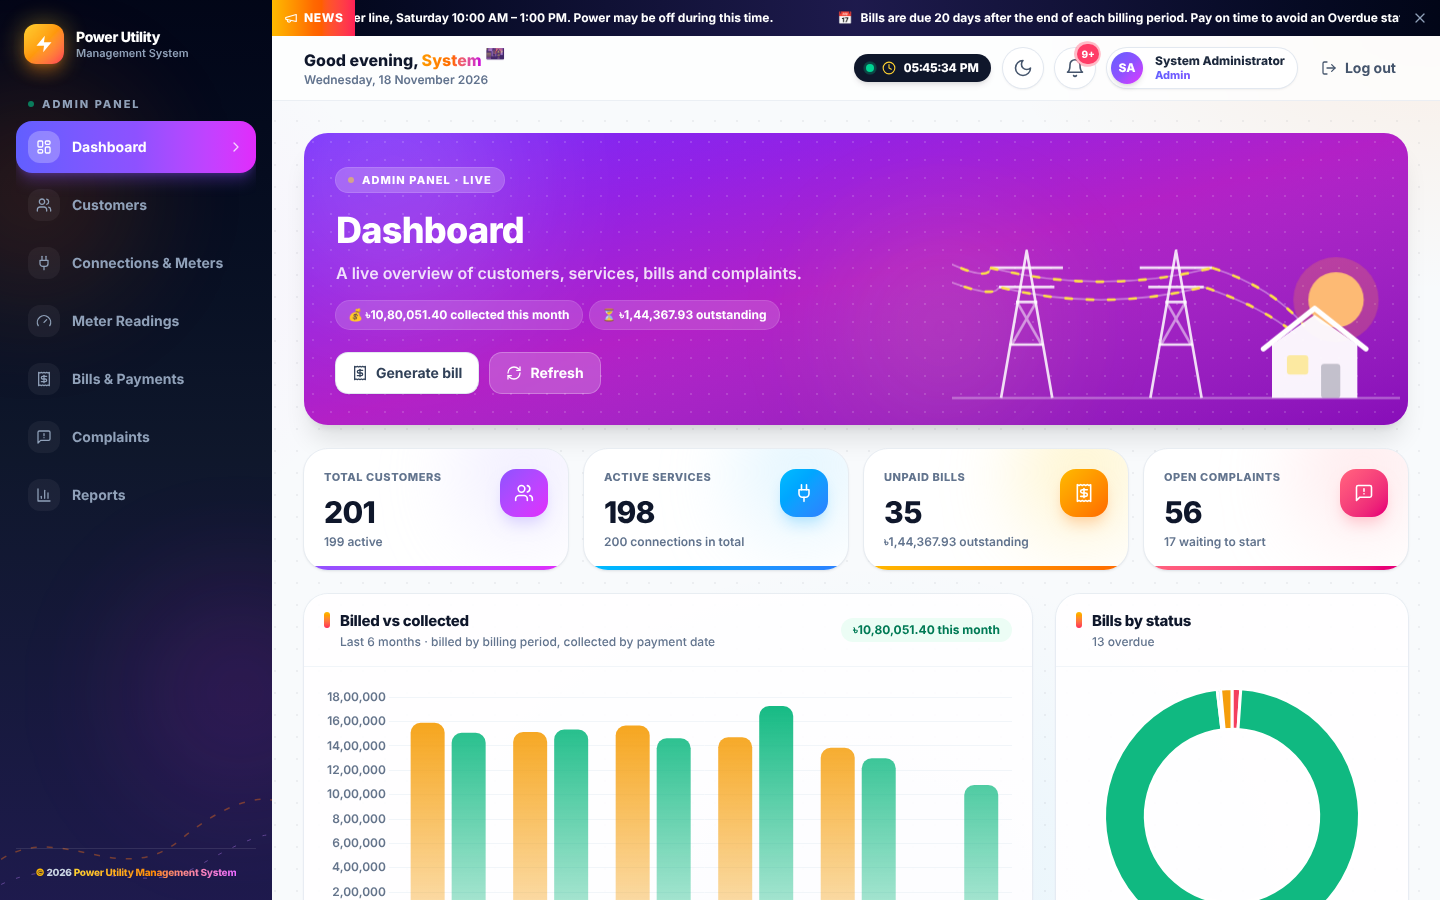 Power Utility
Management System
ADMIN PANEL
Dashboard
Customers
Connections & Meters
Meter Readings
Bills & Payments
Complaints
Reports
© 2026 Power Utility Management System
NEWS
er line, Saturday 10:00 AM – 1:00 PM. Power may be off during this time.
📅 Bills are due 20 days after the end of each billing period. Pay on time to avoid an Overdue sta
Good evening, System
Wednesday, 18 November 2026
05:45:34 PM
9+
SA
System Administrator
Admin
Log out
ADMIN PANEL · LIVE
Dashboard
A live overview of customers, services, bills and complaints.
💰 ৳10,80,051.40 collected this month
⏳ ৳1,44,367.93 outstanding
Generate bill
Refresh
TOTAL CUSTOMERS
201
199 active
ACTIVE SERVICES
198
200 connections in total
UNPAID BILLS
35
৳1,44,367.93 outstanding
OPEN COMPLAINTS
56
17 waiting to start
Billed vs collected
Last 6 months · billed by billing period, collected by payment date
৳10,80,051.40 this month
18,00,000
16,00,000
14,00,000
12,00,000
10,00,000
8,00,000
6,00,000
4,00,000
2,00,000
Bills by status
13 overdue